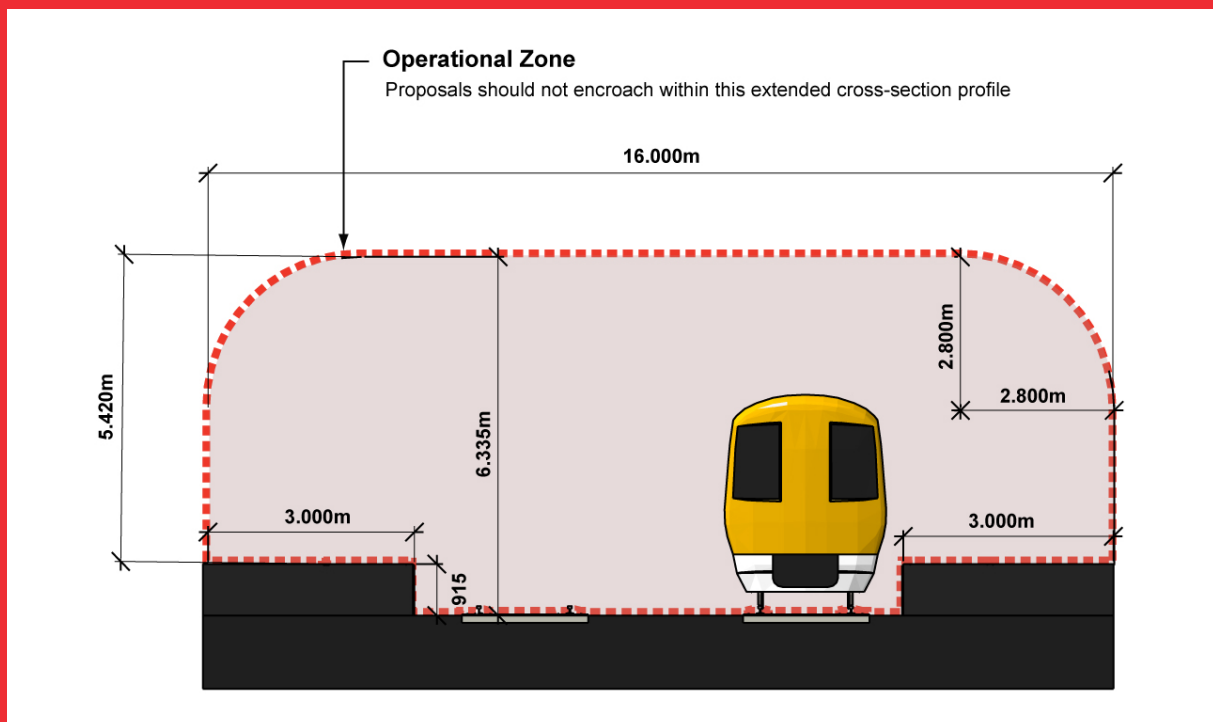 Operational Zone
Proposals should not encroach within this extended cross-section profile
16.000m
5.420m
6.335m
2.800m
2.800m
3.000m
3.000m
915